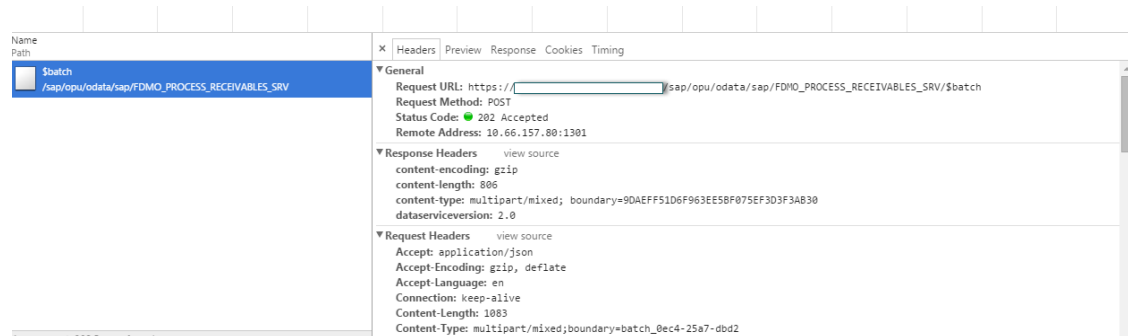 Name
Path
$batch
/sap/opu/odata/sap/FDMO_PROCESS_RECEIVABLES_SRV
× Headers Preview Response Cookies Timing
▼General
Request URL: https:// /sap/opu/odata/sap/FDMO_PROCESS_RECEIVABLES_SRV/$batch
Request Method: POST
Status Code: 202 Accepted
Remote Address: 10.66.157.80:1301
▼Response Headers view source
content-encoding: gzip
content-length: 806
content-type: multipart/mixed; boundary=9DAEFF51D6F963EE5BF075EF3D3F3AB30
dataserviceversion: 2.0
▼Request Headers view source
Accept: application/json
Accept-Encoding: gzip, deflate
Accept-Language: en
Connection: keep-alive
Content-Length: 1083
Content-Type: multipart/mixed;boundary=batch_0ec4-25a7-dbd2